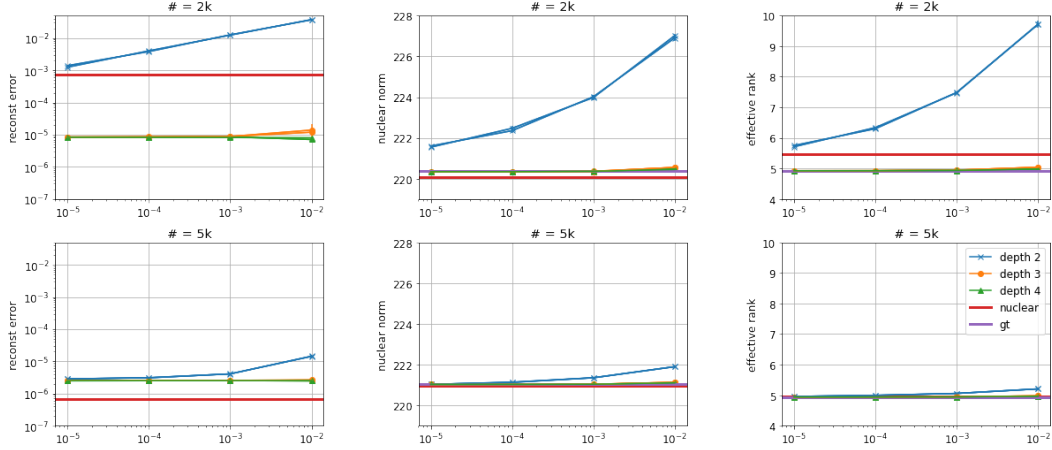 # = 2k
# = 2k
# = 2k
reconst error
10⁻²
10⁻³
10⁻⁴
10⁻⁵
10⁻⁶
10⁻⁷
10⁻⁵ 10⁻⁴ 10⁻³ 10⁻²
nuclear norm
228
226
224
222
220
10⁻⁵ 10⁻⁴ 10⁻³ 10⁻²
effective rank
10
9
8
7
6
5
4
10⁻⁵ 10⁻⁴ 10⁻³ 10⁻²
# = 5k
# = 5k
# = 5k
reconst error
10⁻²
10⁻³
10⁻⁴
10⁻⁵
10⁻⁶
10⁻⁷
10⁻⁵ 10⁻⁴ 10⁻³ 10⁻²
nuclear norm
228
226
224
222
220
10⁻⁵ 10⁻⁴ 10⁻³ 10⁻²
effective rank
10
9
8
7
6
5
4
10⁻⁵ 10⁻⁴ 10⁻³ 10⁻²
depth 2
depth 3
depth 4
nuclear
gt